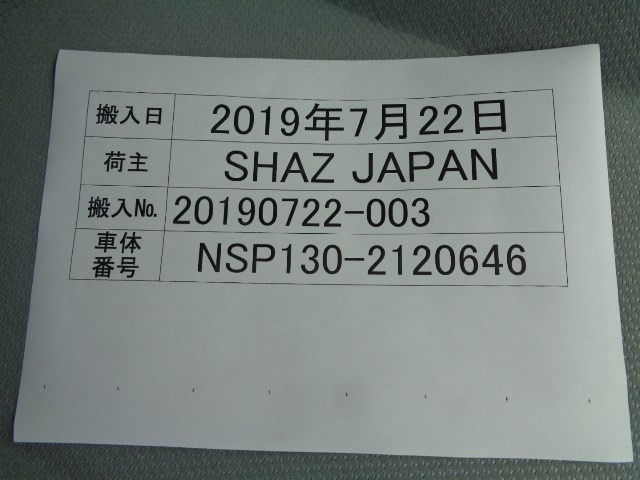 搬入日 2019年7月22日
荷主 SHAZ JAPAN
搬入No. 20190722-003
車体
番号 NSP130-2120646